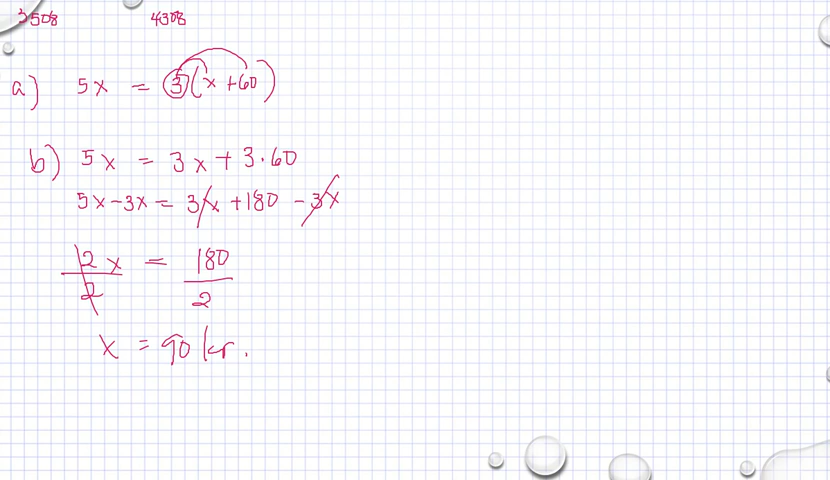 3508 4308
a) 5x = 3(x + 60)
b) 5x = 3x + 3·60
5x - 3x = 3x + 180 - 3x
2x/2 = 180/2
x = 90 kr.